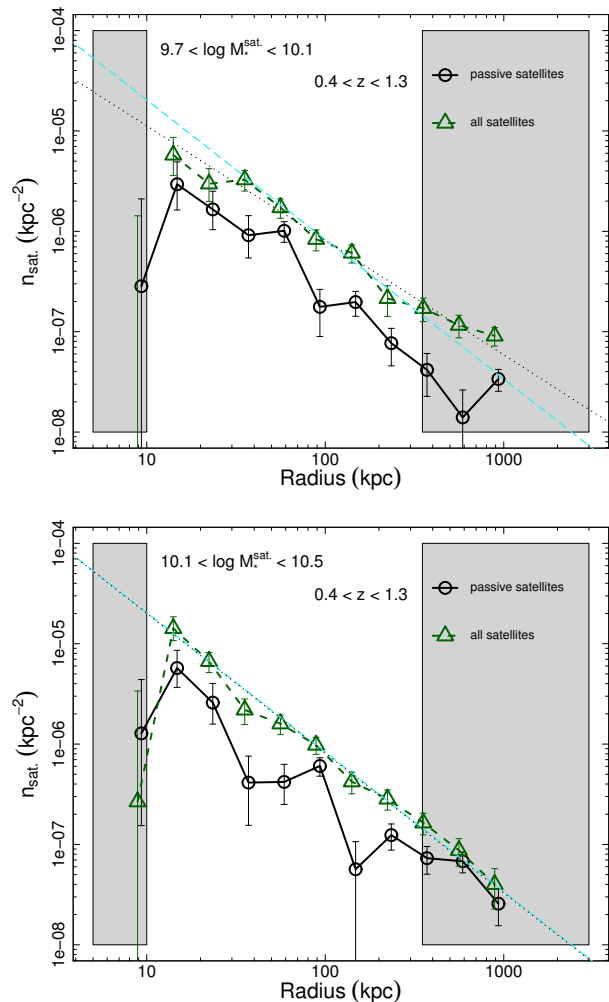 9.7 < log M*^sat. < 10.1
0.4 < z < 1.3
passive satellites
all satellites
n_sat. (kpc^-2)
1e-04
1e-05
1e-06
1e-07
1e-08
10
100
1000
Radius (kpc)
10.1 < log M*^sat. < 10.5
0.4 < z < 1.3
passive satellites
all satellites
n_sat. (kpc^-2)
1e-04
1e-05
1e-06
1e-07
1e-08
10
100
1000
Radius (kpc)